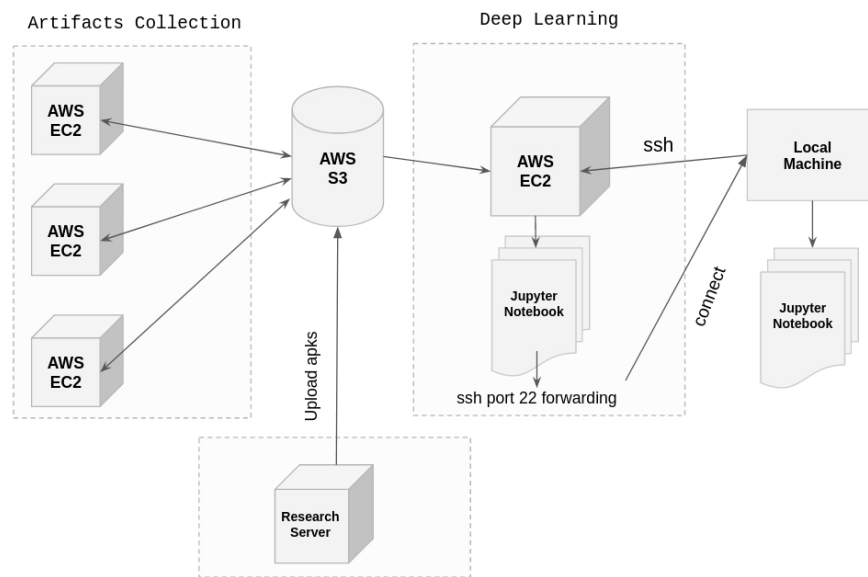 Artifacts Collection
Deep Learning
AWS
EC2
AWS
EC2
AWS
EC2
AWS
S3
Upload apks
Research
Server
AWS
EC2
ssh
Local
Machine
Jupyter
Notebook
ssh port 22 forwarding
connect
Jupyter
Notebook